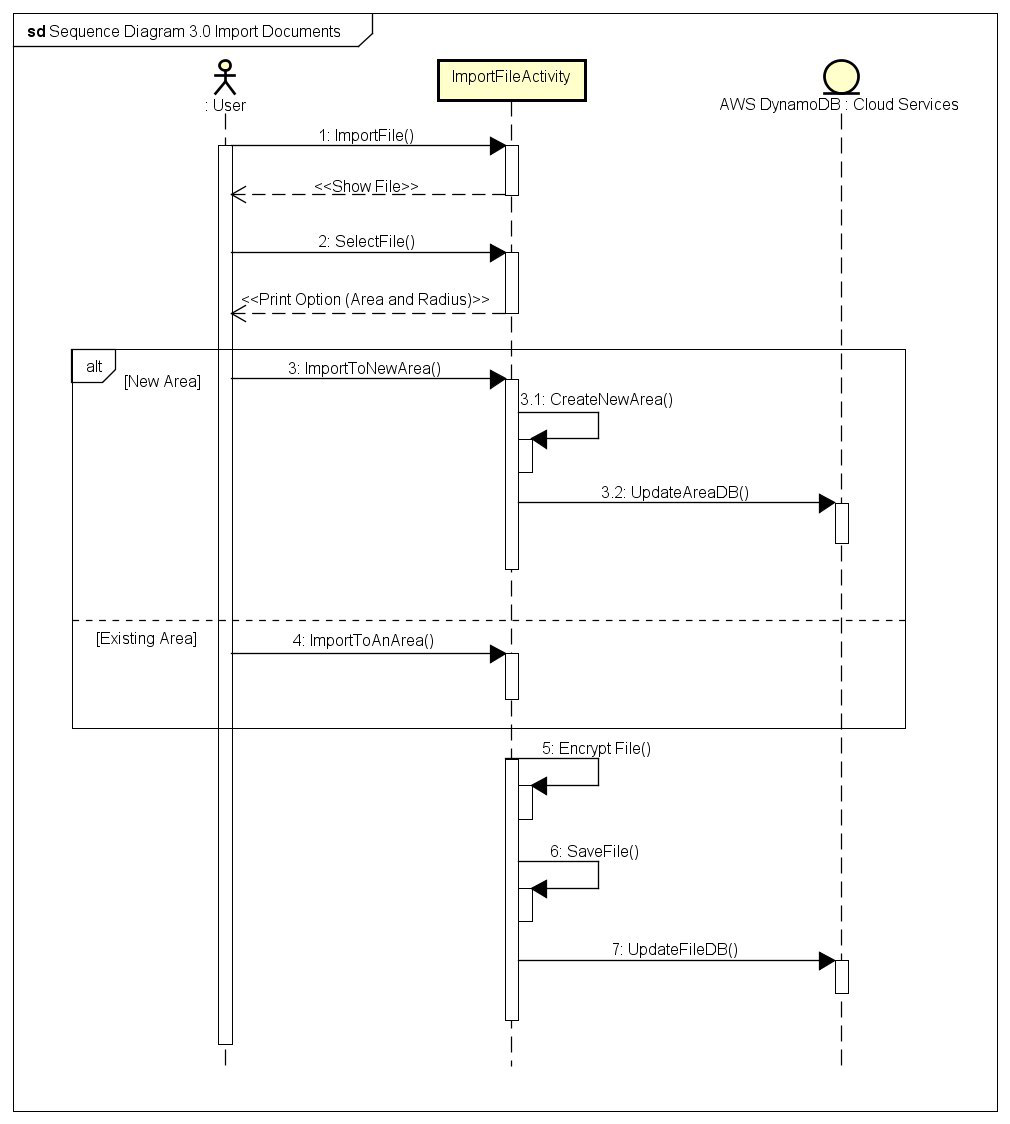 sd Sequence Diagram 3.0 Import Documents
: User
ImportFileActivity
AWS DynamoDB : Cloud Services
1: ImportFile()
<<Show File>>
2: SelectFile()
<<Print Option (Area and Radius)>>
alt
[New Area]
3: ImportToNewArea()
3.1: CreateNewArea()
3.2: UpdateAreaDB()
[Existing Area]
4: ImportToAnArea()
5: Encrypt File()
6: SaveFile()
7: UpdateFileDB()